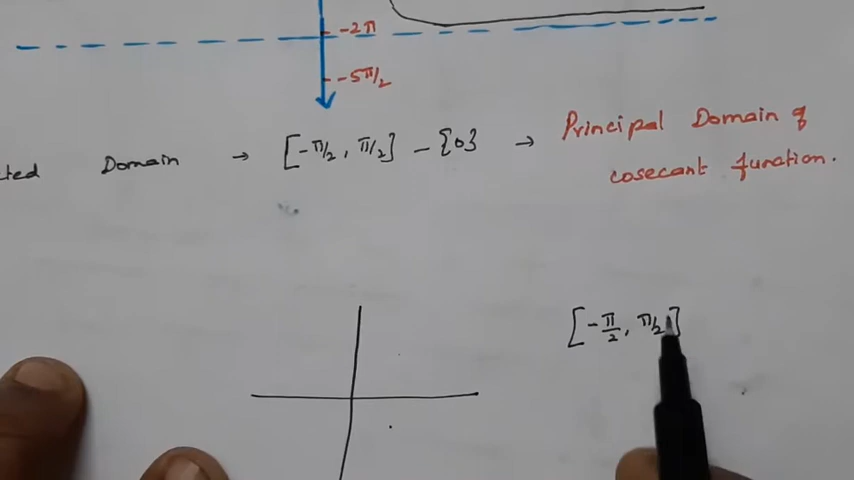 -2π
-5π/2
ted Domain → [-π/2, π/2] - {0} → Principal Domain of
cosecant function.
[-π/2, π/2]